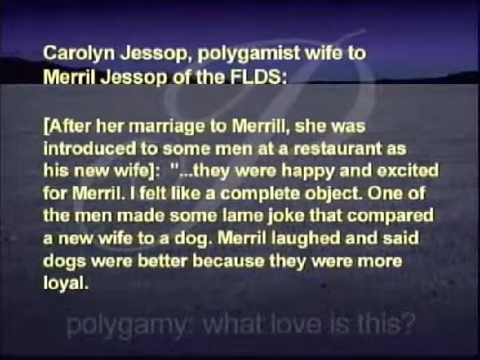 Carolyn Jessop, polygamist wife to
Merril Jessop of the FLDS:
[After her marriage to Merrill, she was
introduced to some men at a restaurant as
his new wife]: "...they were happy and excited
for Merril. I felt like a complete object. One of
the men made some lame joke that compared
a new wife to a dog. Merril laughed and said
dogs were better because they were more
loyal.
polygamy: what love is this?